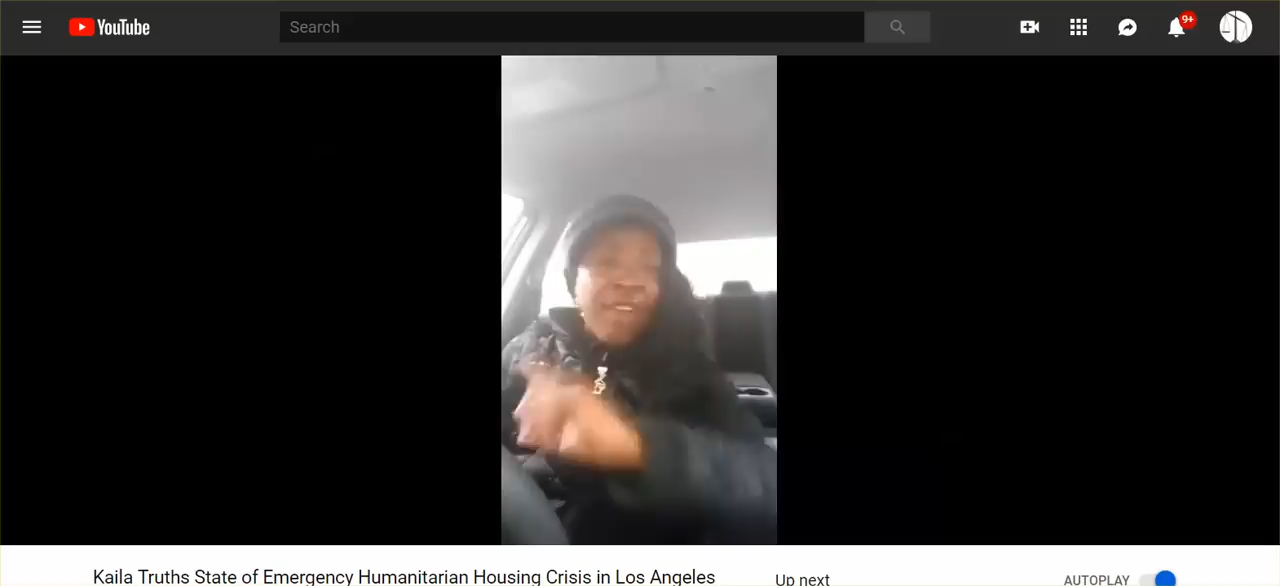 YouTube
Search
9+
Kaila Truths State of Emergency Humanitarian Housing Crisis in Los Angeles
Up next
AUTOPLAY